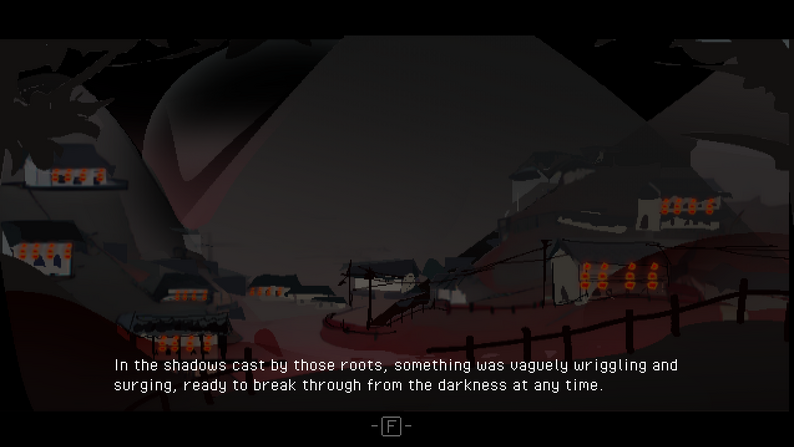 In the shadows cast by those roots, something was vaguely wriggling and
surging, ready to break through from the darkness at any time.
-F-